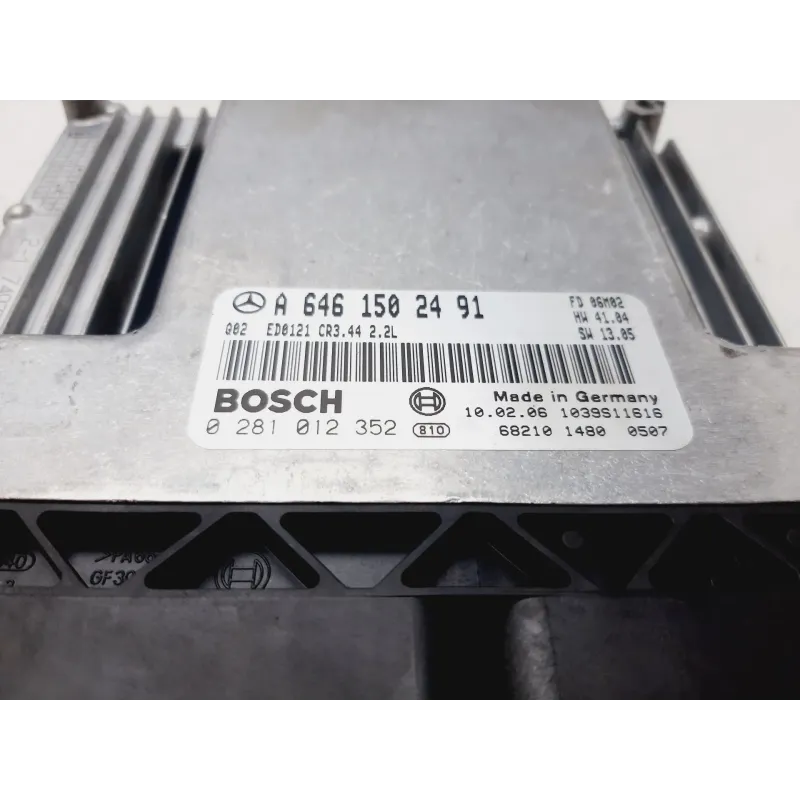 A 646 150 24 91
FD 06M02
HW 41.04
G02 ED0121 CR3.44 2.2L
SW 13.05
BOSCH
Made in Germany
10.02.06 1039S11616
0 281 012 352 810
68210 1480 0507